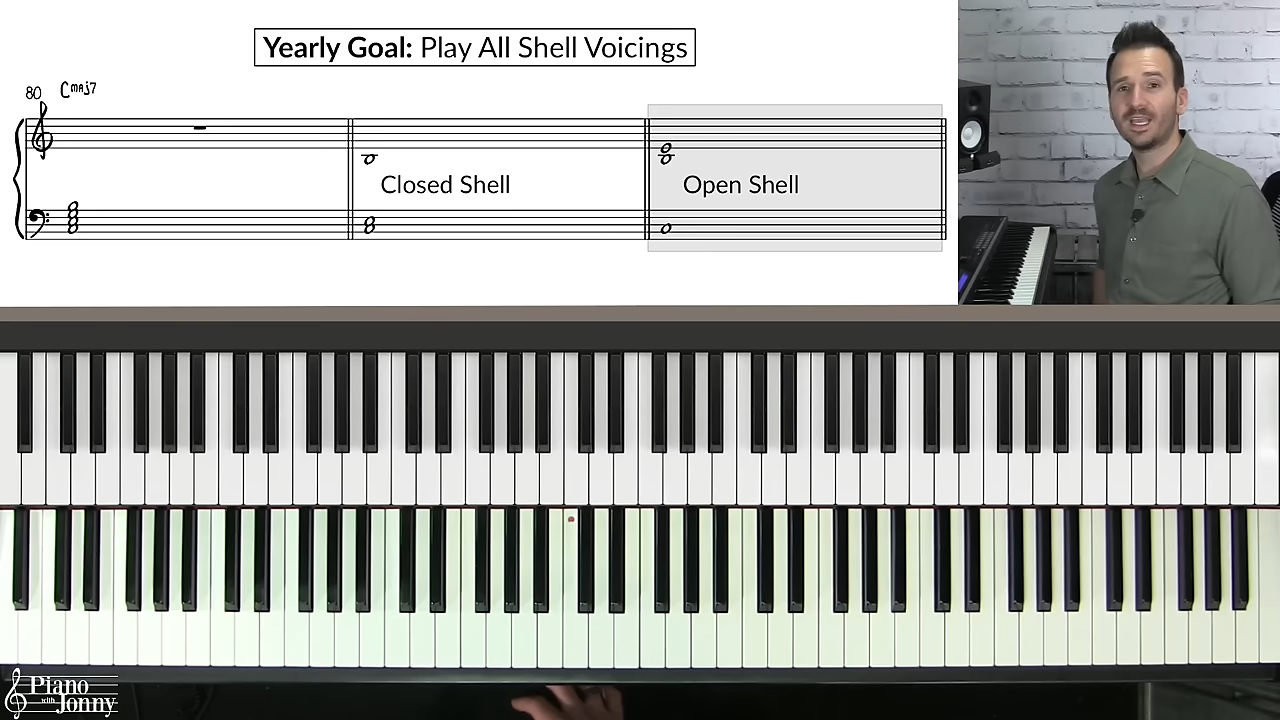 Yearly Goal: Play All Shell Voicings
80 Cmaj7
Closed Shell
Open Shell
Piano
with
Jonny